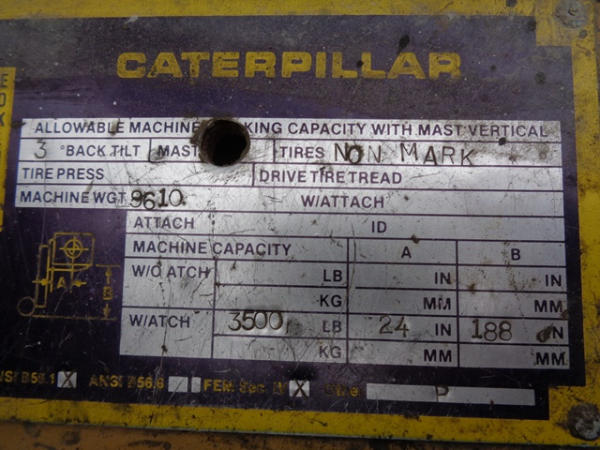 CATERPILLAR
ALLOWABLE MACHINE KING CAPACITY WITH MAST VERTICAL
3 °BACK TILT MAST TIRES NON MARK
TIRE PRESS DRIVE TIRE TREAD
MACHINE WGT 9610 W/ATTACH
ATTACH ID
MACHINE CAPACITY A B
W/O ATCH LB IN IN
KG MM MM
A B
W/ATCH 3500 LB 24 IN 188 IN
KG MM MM
B56.1 X ANSI B56.6 FEM. Sec. X